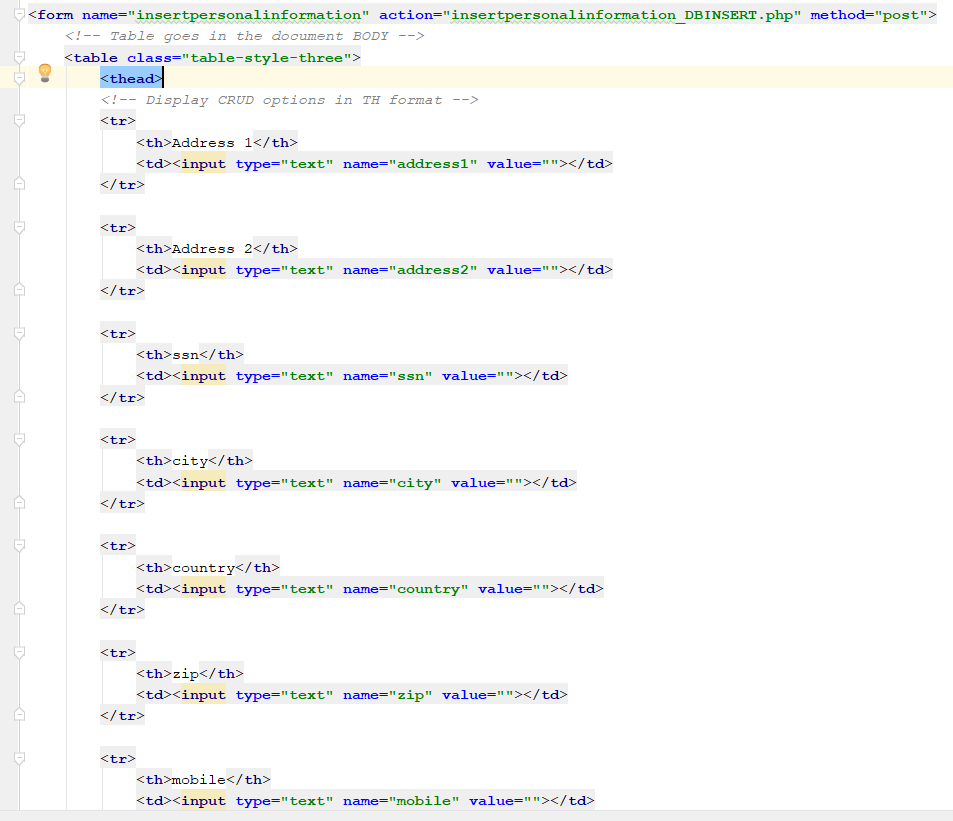 <form name="insertpersonalinformation" action="insertpersonalinformation_DBINSERT.php" method="post">
<!-- Table goes in the document BODY -->
<table class="table-style-three">
<thead>
<!-- Display CRUD options in TH format -->
<tr>
<th>Address 1</th>
<td><input type="text" name="address1" value=""></td>
</tr>
<tr>
<th>Address 2</th>
<td><input type="text" name="address2" value=""></td>
</tr>
<tr>
<th>ssn</th>
<td><input type="text" name="ssn" value=""></td>
</tr>
<tr>
<th>city</th>
<td><input type="text" name="city" value=""></td>
</tr>
<tr>
<th>country</th>
<td><input type="text" name="country" value=""></td>
</tr>
<tr>
<th>zip</th>
<td><input type="text" name="zip" value=""></td>
</tr>
<tr>
<th>mobile</th>
<td><input type="text" name="mobile" value=""></td>